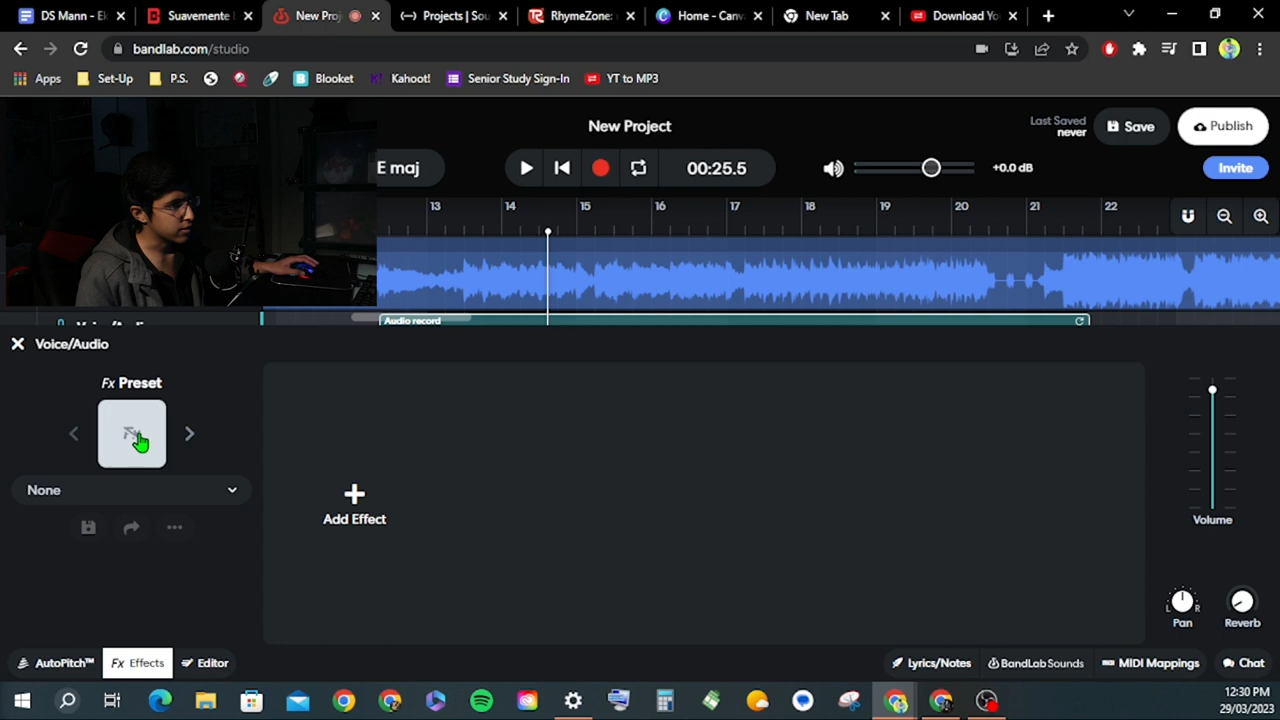 DS Mann - El
Suavemente
New Proj
Projects | Sou
RhymeZone:
Home - Canv
New Tab
Download Yo
bandlab.com/studio
Apps
Set-Up
P.S.
Blooket
Kahoot!
Senior Study Sign-In
YT to MP3
New Project
Last Saved
never
Save
Publish
E maj
00:25.5
+0.0 dB
Invite
13 14 15 16 17 18 19 20 21 22
Audio record
Voice/Audio
Voice/Audio
Fx Preset
Fx
None
Add Effect
Volume
L R
Pan
Reverb
AutoPitch™
Fx Effects
Editor
Lyrics/Notes
BandLab Sounds
MIDI Mappings
Chat
12:30 PM
29/03/2023